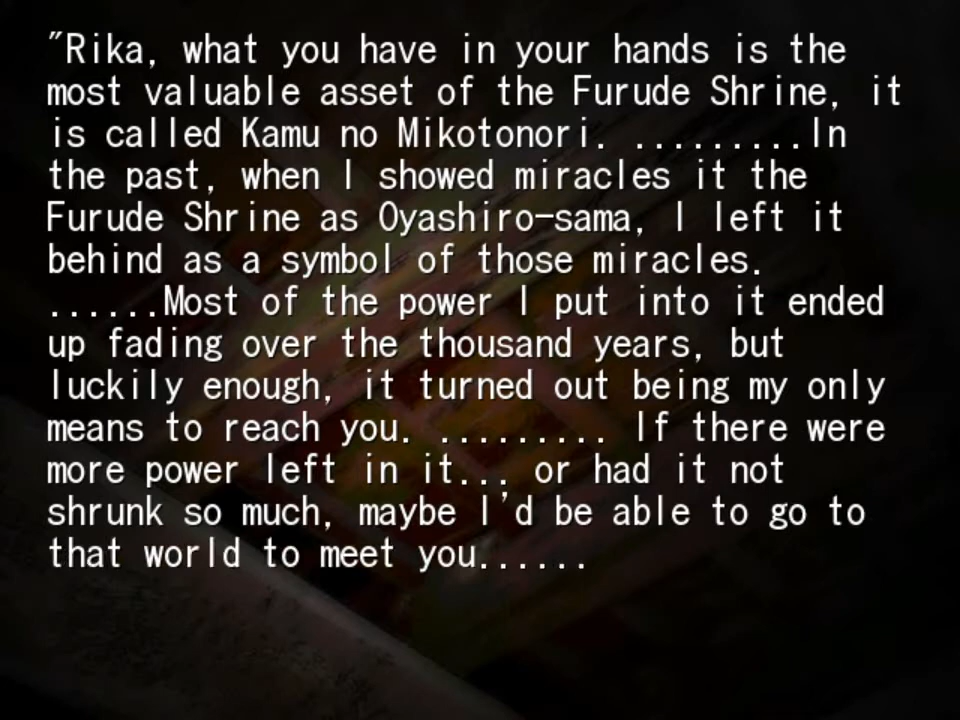 "Rika, what you have in your hands is the
most valuable asset of the Furude Shrine, it
is called Kamu no Mikotonori. .........In
the past, when I showed miracles it the
Furude Shrine as Oyashiro-sama, I left it
behind as a symbol of those miracles.
......Most of the power I put into it ended
up fading over the thousand years, but
luckily enough, it turned out being my only
means to reach you. ......... If there were
more power left in it... or had it not
shrunk so much, maybe I'd be able to go to
that world to meet you......